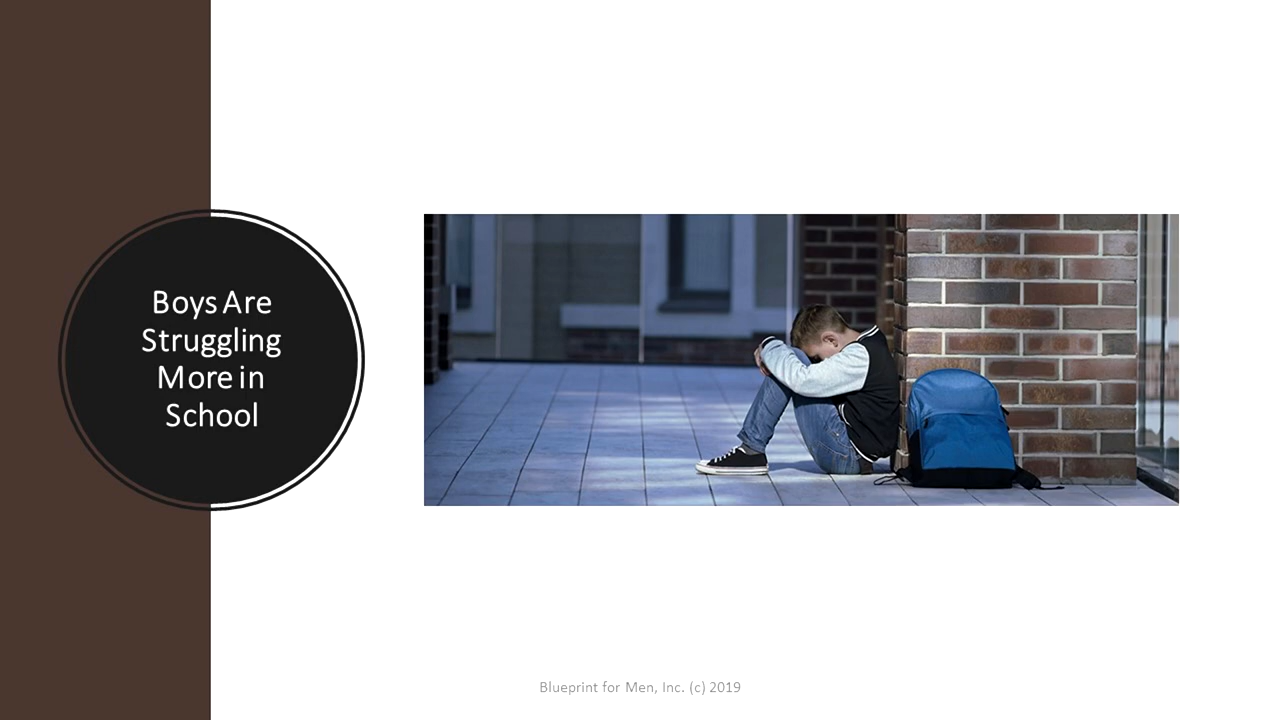 Boys Are
Struggling
More in
School
Blueprint for Men, Inc. (c) 2019